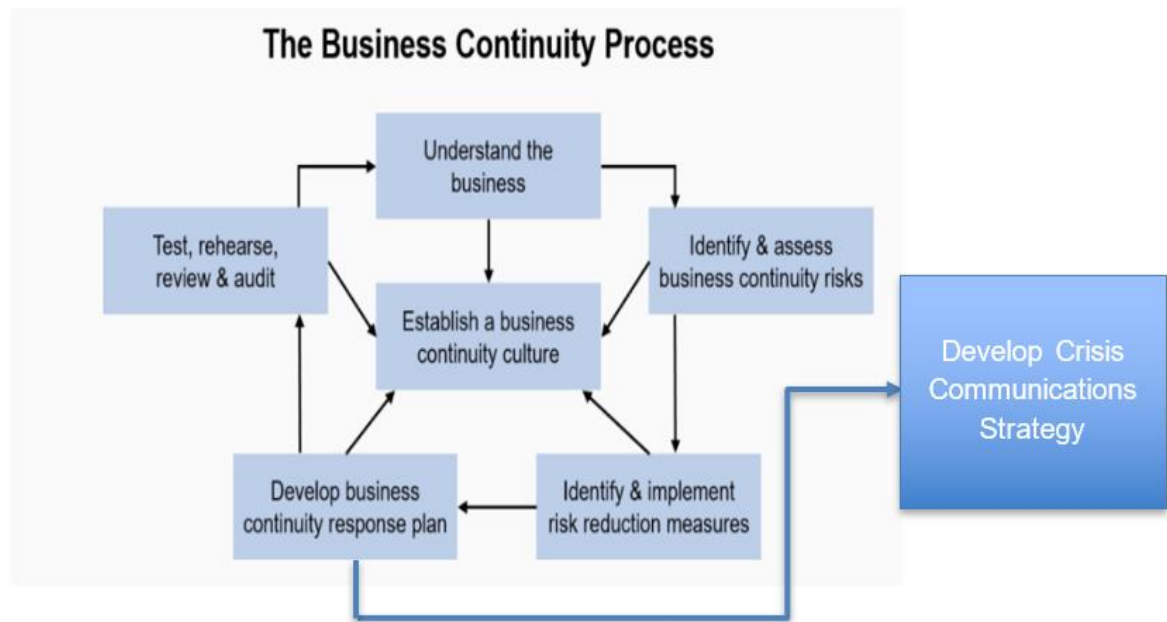 The Business Continuity Process
Understand the
business
Test, rehearse,
review & audit
Identify & assess
business continuity risks
Establish a business
continuity culture
Develop Crisis
Communications
Strategy
Develop business
continuity response plan
Identify & implement
risk reduction measures